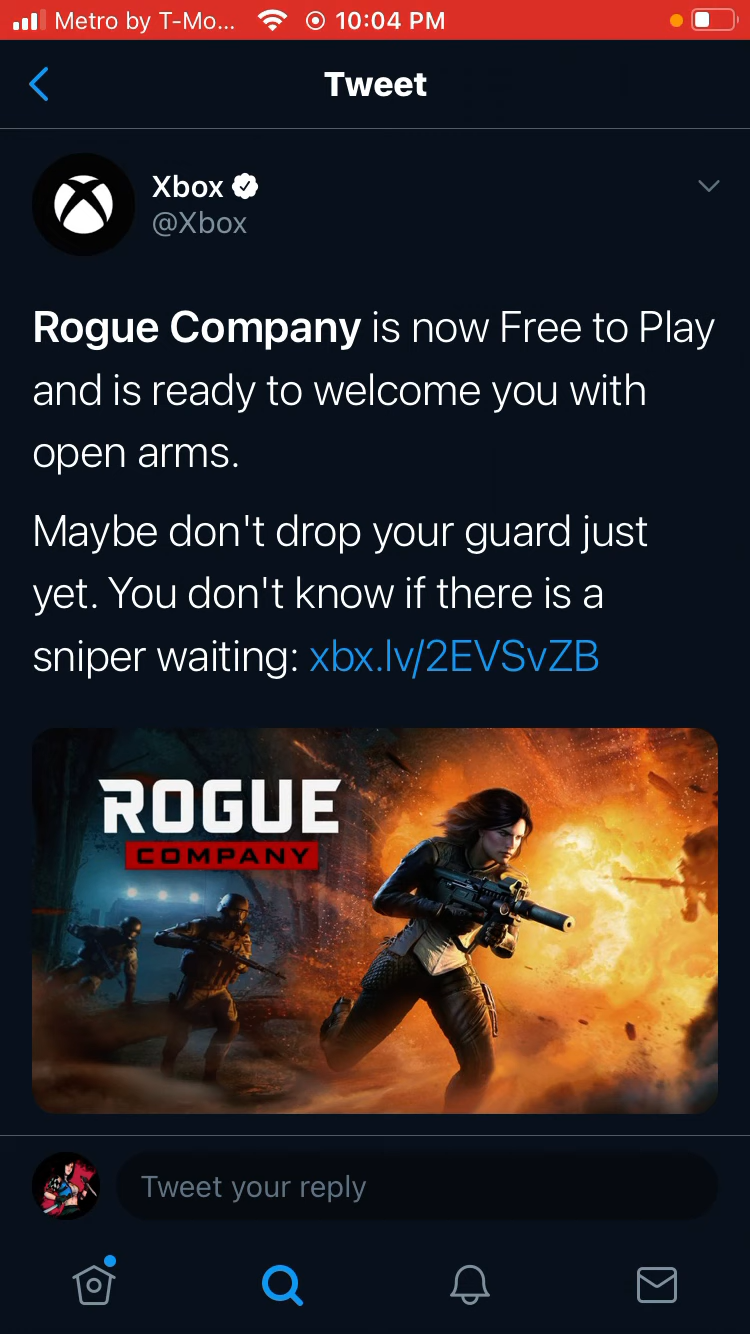 Metro by T-Mo... 10:04 PM
Tweet
Xbox
@Xbox
Rogue Company is now Free to Play
and is ready to welcome you with
open arms.
Maybe don't drop your guard just
yet. You don't know if there is a
sniper waiting: xbx.lv/2EVSvZB
ROGUE
COMPANY
Tweet your reply